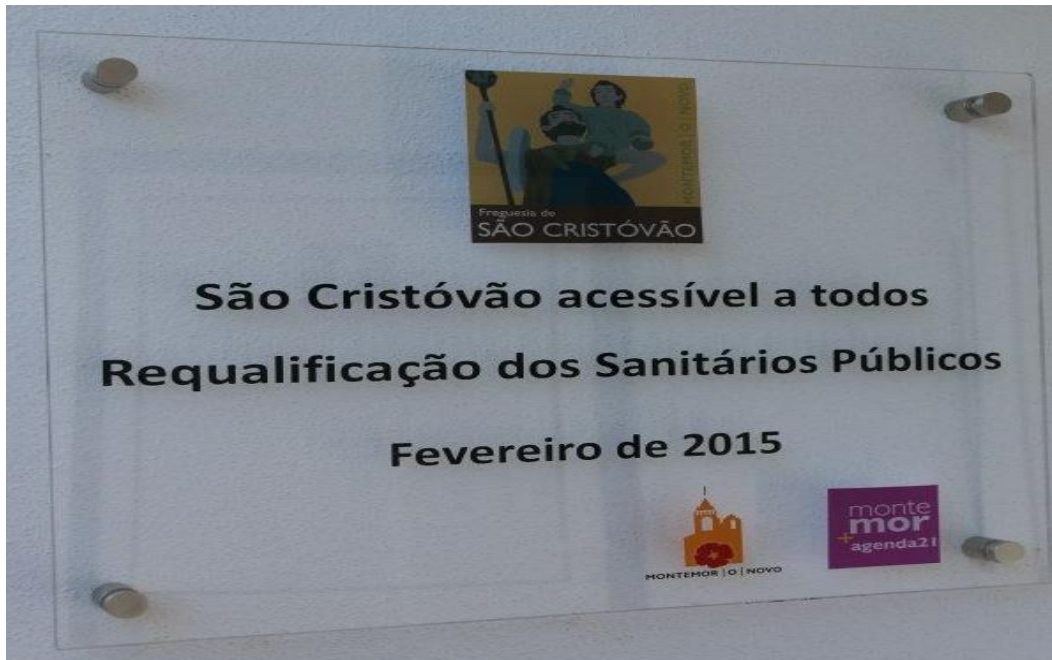 MONTEMOR | O | NOVO
Freguesia de
SÃO CRISTÓVÃO
São Cristóvão acessível a todos
Requalificação dos Sanitários Públicos
Fevereiro de 2015
MONTEMOR | O | NOVO
monte
mor
+agenda21